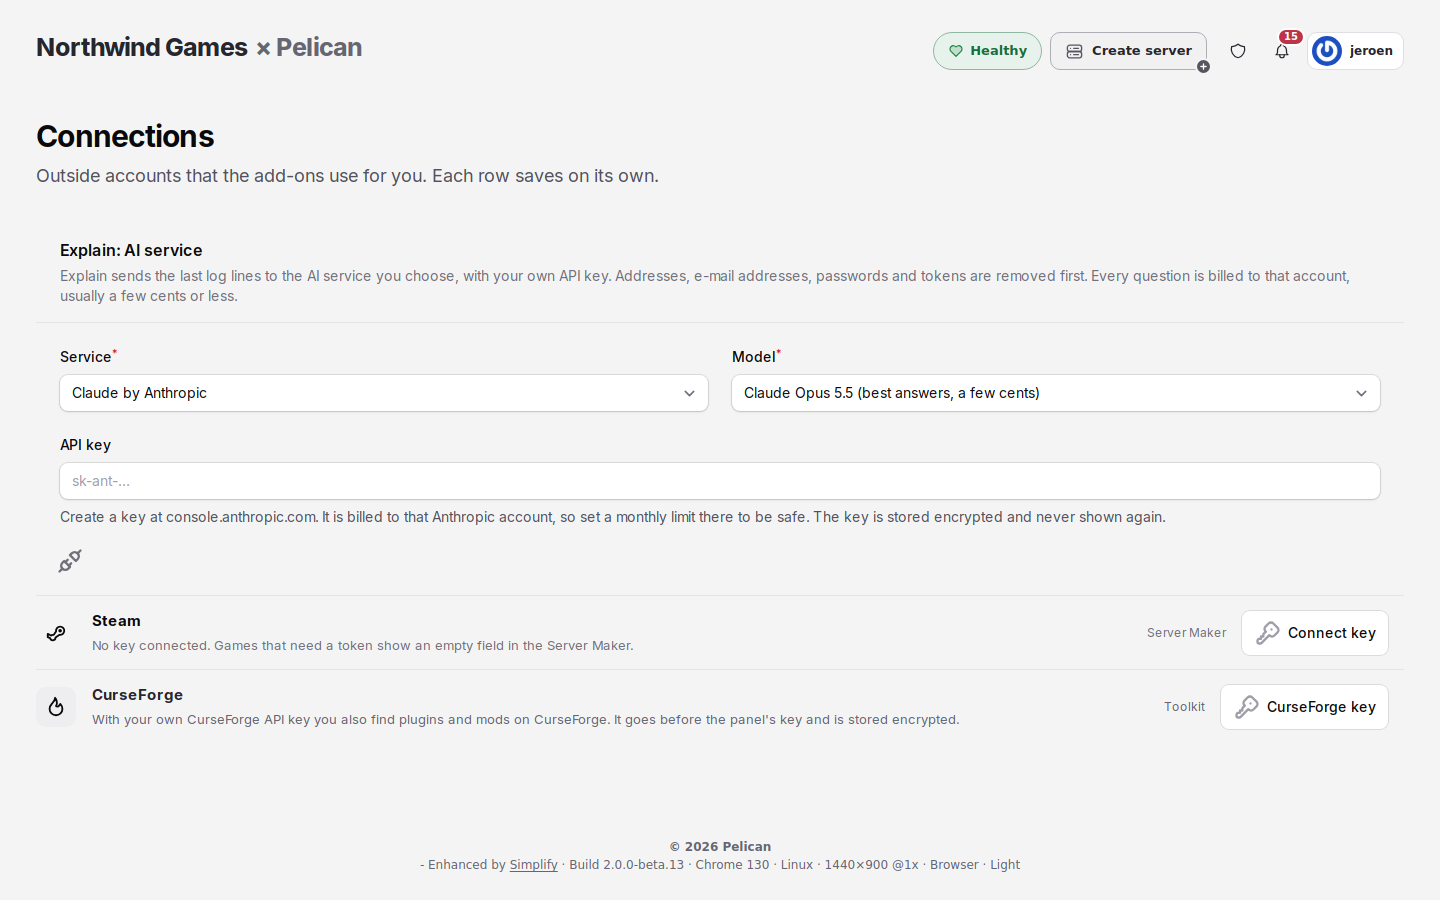 Northwind Games × Pelican
Healthy
Create server
15
jeroen
Connections
Outside accounts that the add-ons use for you. Each row saves on its own.
Explain: AI service
Explain sends the last log lines to the AI service you choose, with your own API key. Addresses, e-mail addresses, passwords and tokens are removed first. Every question is billed to that account,
usually a few cents or less.
Service*
Model*
Claude by Anthropic
Claude Opus 5.5 (best answers, a few cents)
API key
sk-ant-...
Create a key at console.anthropic.com. It is billed to that Anthropic account, so set a monthly limit there to be safe. The key is stored encrypted and never shown again.
Steam
No key connected. Games that need a token show an empty field in the Server Maker.
Server Maker
Connect key
CurseForge
With your own CurseForge API key you also find plugins and mods on CurseForge. It goes before the panel's key and is stored encrypted.
Toolkit
CurseForge key
© 2026 Pelican
- Enhanced by Simplify · Build 2.0.0-beta.13 · Chrome 130 · Linux · 1440×900 @1x · Browser · Light